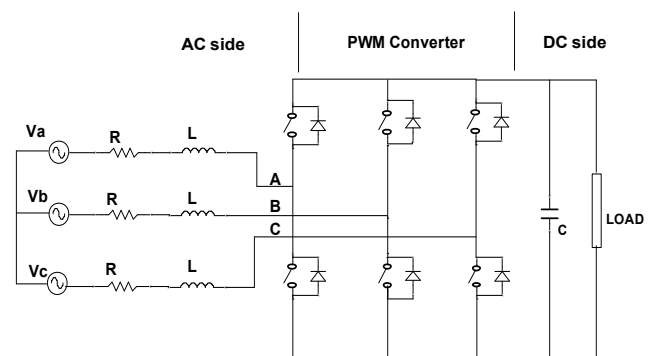 AC side PWM Converter DC side
Va R L
A
Vb R L B
C
Vc R L
C LOAD